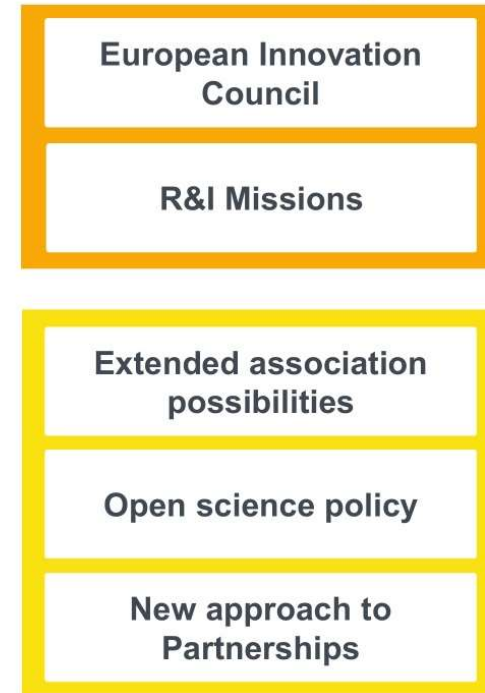 European Innovation
Council
R&I Missions
Extended association
possibilities
Open science policy
New approach to
Partnerships